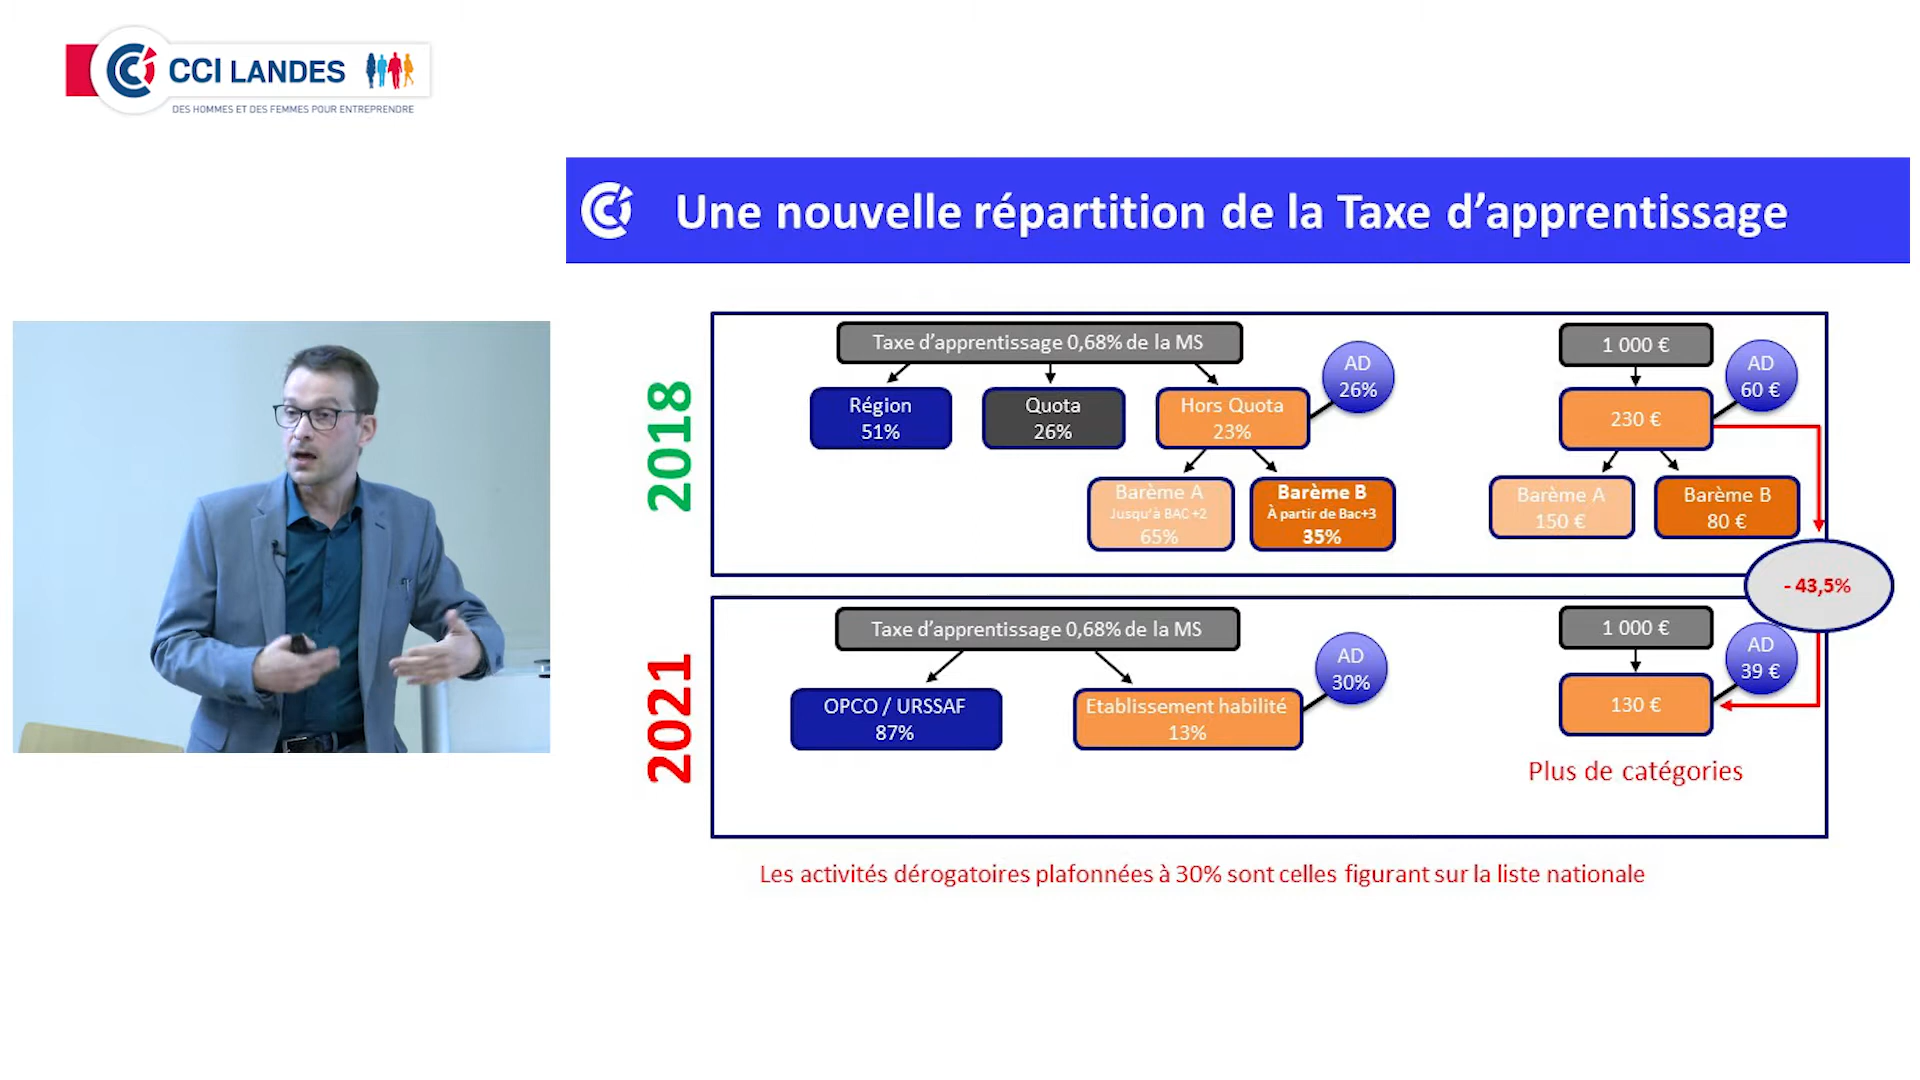 CCI LANDES
DES HOMMES ET DES FEMMES POUR ENTREPRENDRE
Une nouvelle répartition de la Taxe d’apprentissage
2018
Taxe d’apprentissage 0,68% de la MS
Région
51%
Quota
26%
Hors Quota
23%
AD
26%
Barème A
Jusqu’à BAC +2
65%
Barème B
À partir de Bac+3
35%
1 000 €
230 €
AD
60 €
Barème A
150 €
Barème B
80 €
- 43,5%
2021
Taxe d’apprentissage 0,68% de la MS
OPCO / URSSAF
87%
Etablissement habilité
13%
AD
30%
1 000 €
130 €
AD
39 €
Plus de catégories
Les activités dérogatoires plafonnées à 30% sont celles figurant sur la liste nationale